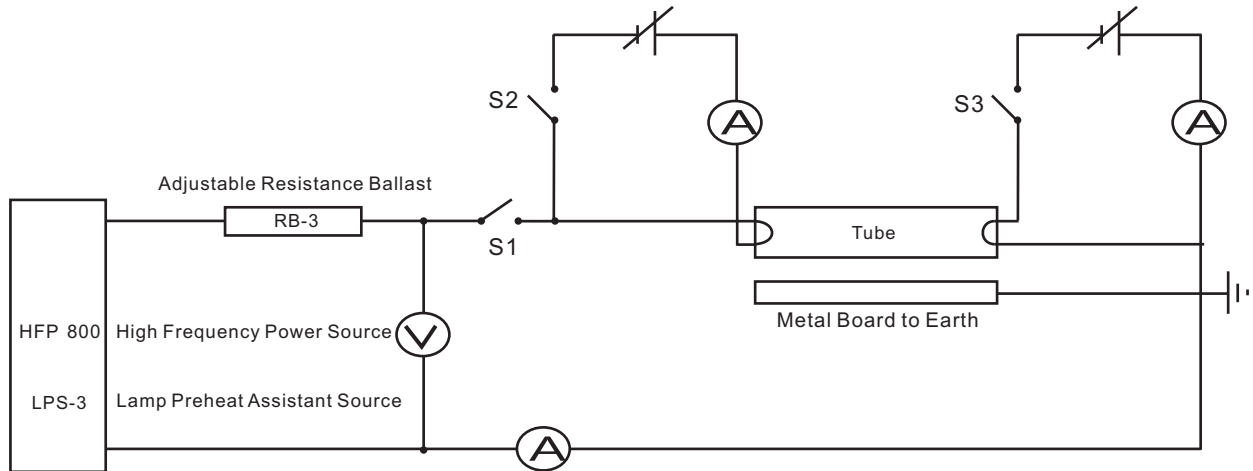 S2
A
S3
A
Adjustable Resistance Ballast
RB-3
S1
Tube
Metal Board to Earth
HFP 800 High Frequency Power Source
V
LPS-3 Lamp Preheat Assistant Source
A